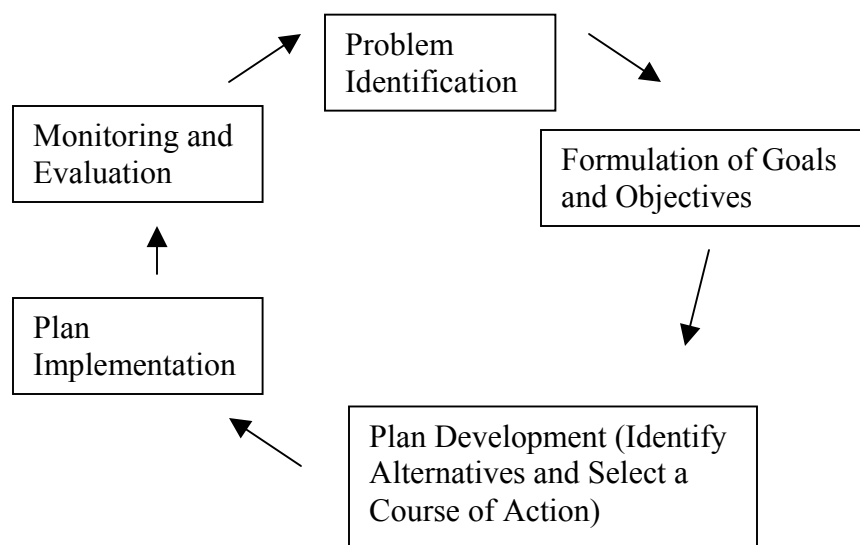 Problem
Identification
Formulation of Goals
and Objectives
Plan Development (Identify
Alternatives and Select a
Course of Action)
Plan
Implementation
Monitoring and
Evaluation